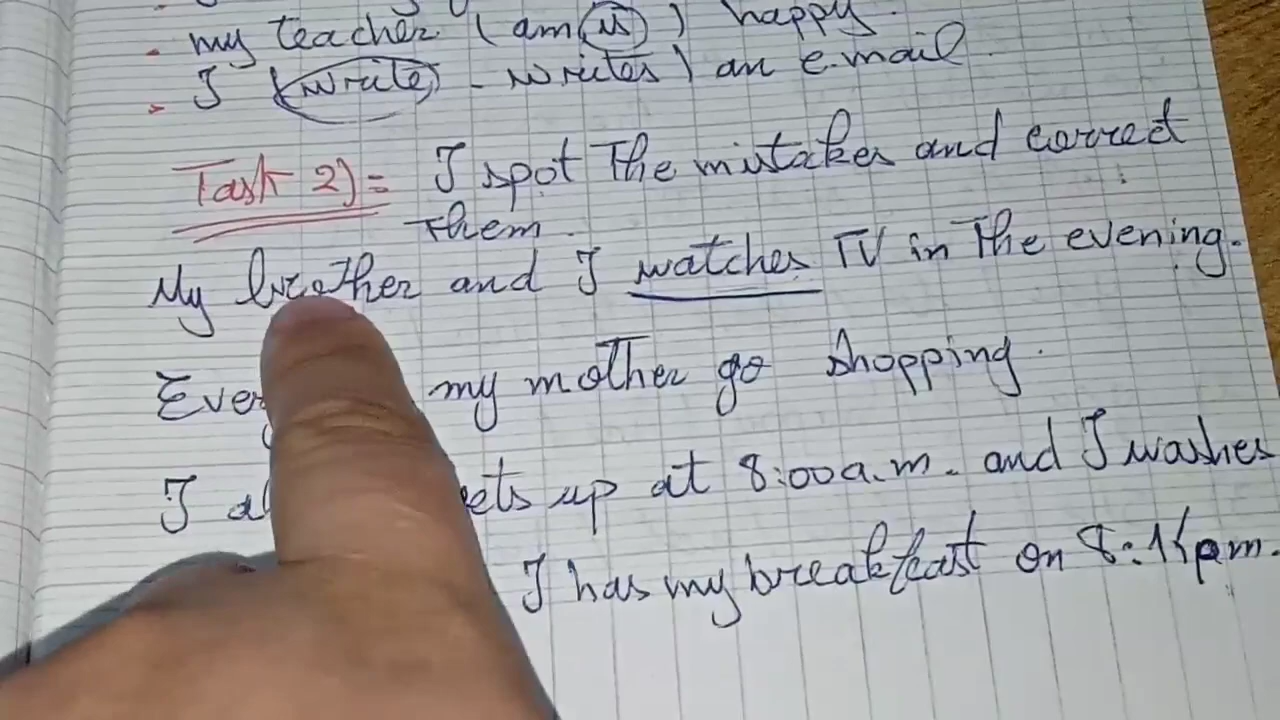 my teacher (am is) happy.
I (write - writes) an e.mail.
Task 2)= I spot the mistakes and correct
them.
My brother and I watches TV in the evening.
my mother go shopping.
I up at 8:00 a.m. and I washes
I has my breakfast on 8:15 pm.